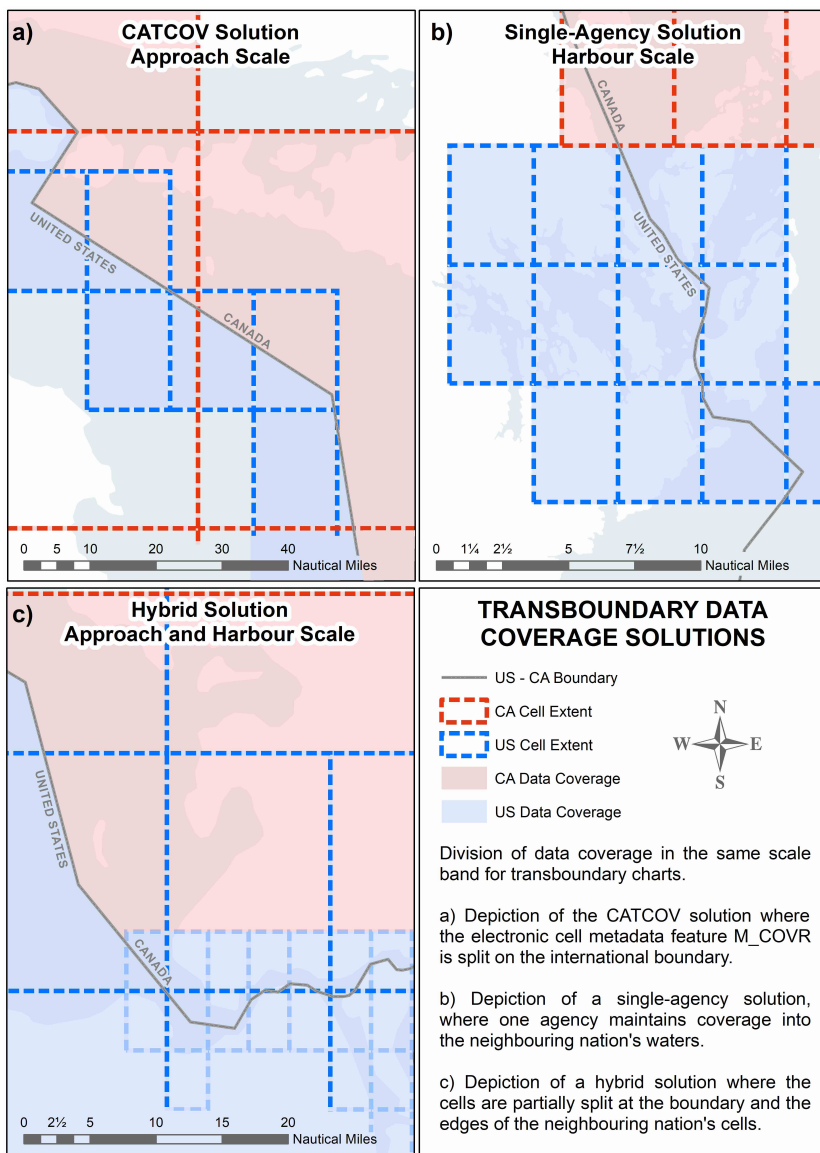 a)
CATCOV Solution
Approach Scale
UNITED STATES
CANADA
0 5 10 20 30 40
Nautical Miles
b)
Single-Agency Solution
Harbour Scale
CANADA
UNITED STATES
0 1¼ 2½ 5 7½ 10
Nautical Miles
c)
Hybrid Solution
Approach and Harbour Scale
UNITED STATES
CANADA
0 2½ 5 10 15 20
Nautical Miles
TRANSBOUNDARY DATA
COVERAGE SOLUTIONS
US - CA Boundary
CA Cell Extent
US Cell Extent
CA Data Coverage
US Data Coverage
N
W E
S
Division of data coverage in the same scale
band for transboundary charts.
a) Depiction of the CATCOV solution where
the electronic cell metadata feature M_COVR
is split on the international boundary.
b) Depiction of a single-agency solution,
where one agency maintains coverage into
the neighbouring nation's waters.
c) Depiction of a hybrid solution where the
cells are partially split at the boundary and the
edges of the neighbouring nation's cells.